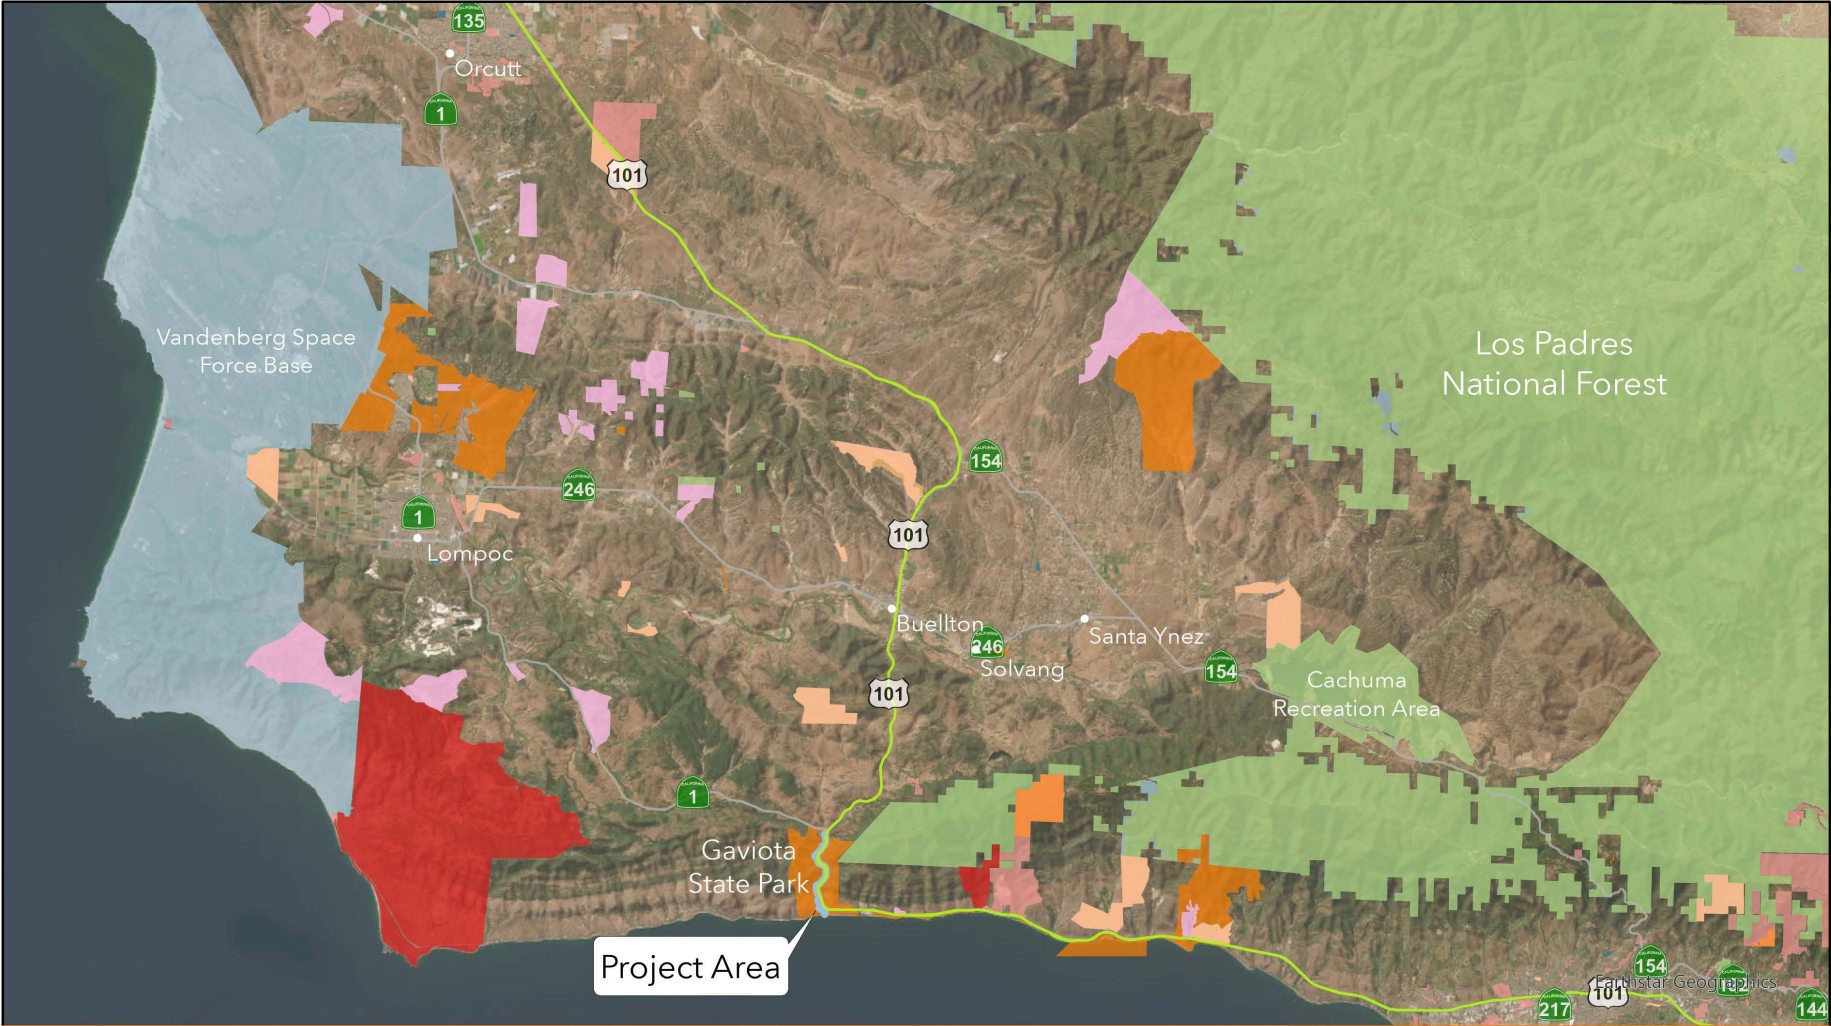 135
Orcutt
1
101
Vandenberg Space
Force Base
Los Padres
National Forest
154
246
1
101
Lompoc
Buellton
246
Santa Ynez
Solvang
154
101
Cachuma
Recreation Area
1
Gaviota
State Park
Project Area
154
Earthstar Geographics
101
217
144